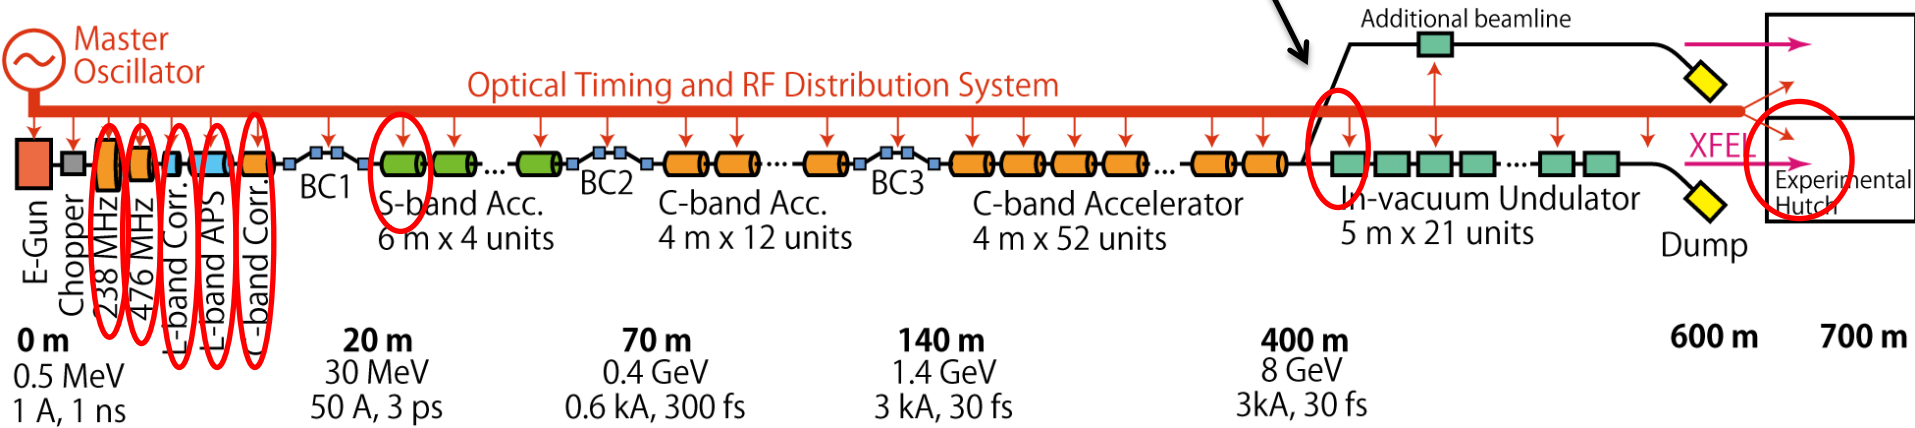 Master
Oscillator
Optical Timing and RF Distribution System
Additional beamline
E-Gun
Chopper
238 MHz
476 MHz
L-band Corr.
L-band APS
C-band Corr.
BC1
S-band Acc.
6 m x 4 units
BC2
C-band Acc.
4 m x 12 units
BC3
C-band Accelerator
4 m x 52 units
In-vacuum Undulator
5 m x 21 units
Dump
XFEL
Experimental
Hutch
0 m
0.5 MeV
1 A, 1 ns
20 m
30 MeV
50 A, 3 ps
70 m
0.4 GeV
0.6 kA, 300 fs
140 m
1.4 GeV
3 kA, 30 fs
400 m
8 GeV
3kA, 30 fs
600 m
700 m